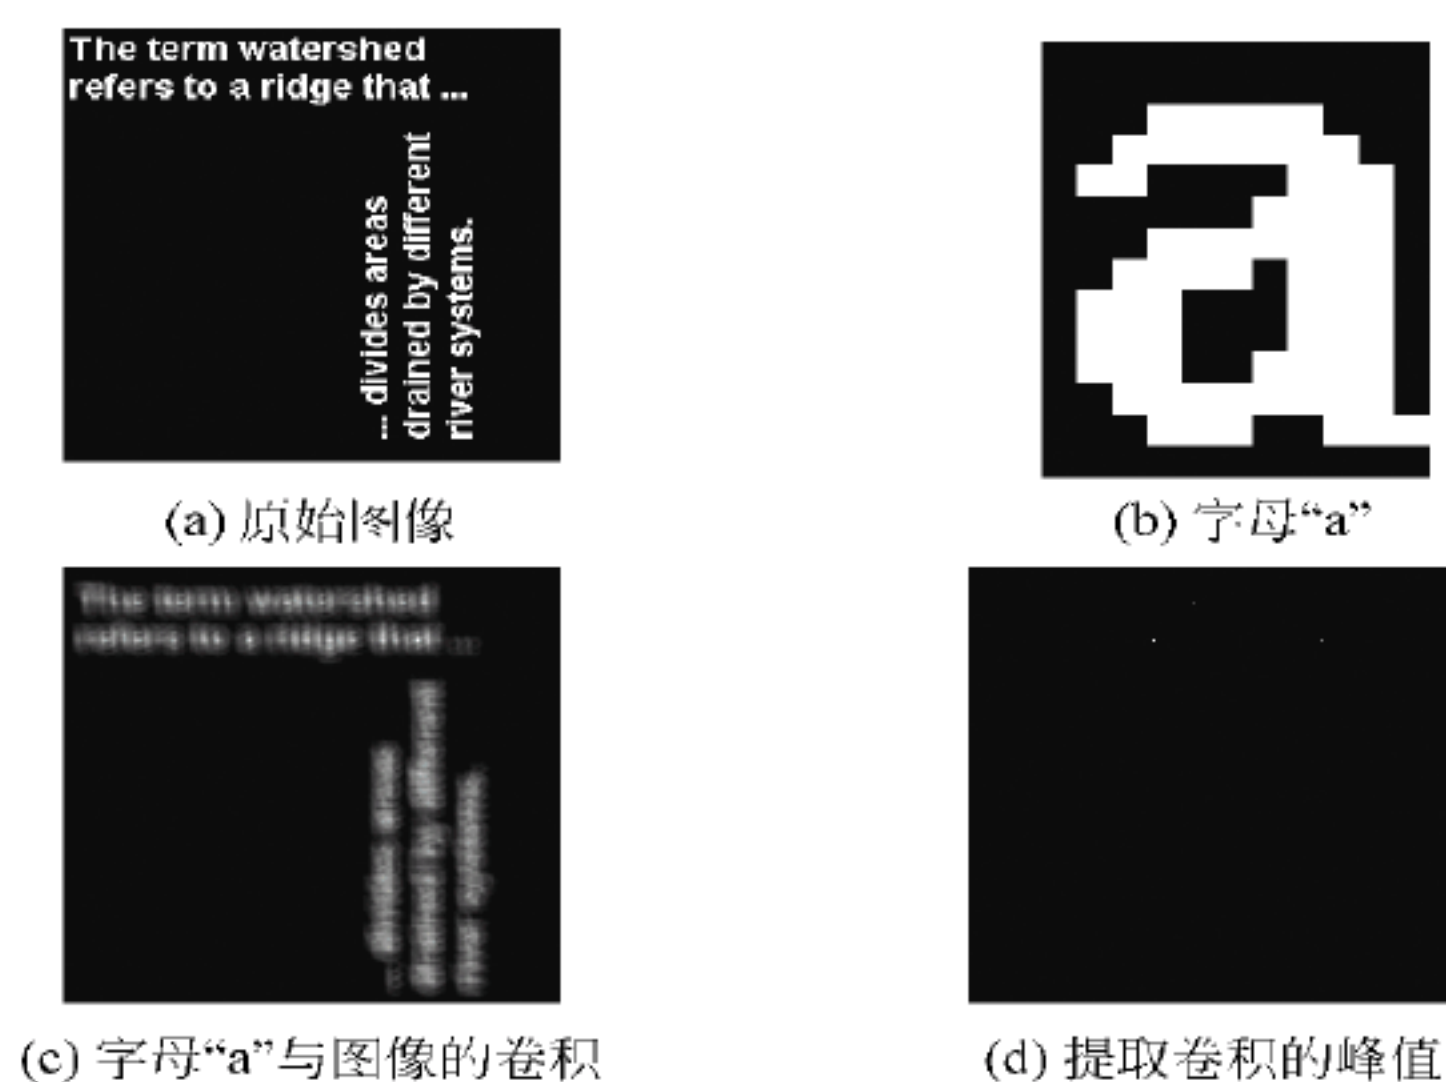 The term watershed
refers to a ridge that ...
... divides areas
drained by different
river systems.
a
(a) 原始图像
(b) 字母“a”
(c) 字母“a”与图像的卷积
(d) 提取卷积的峰值